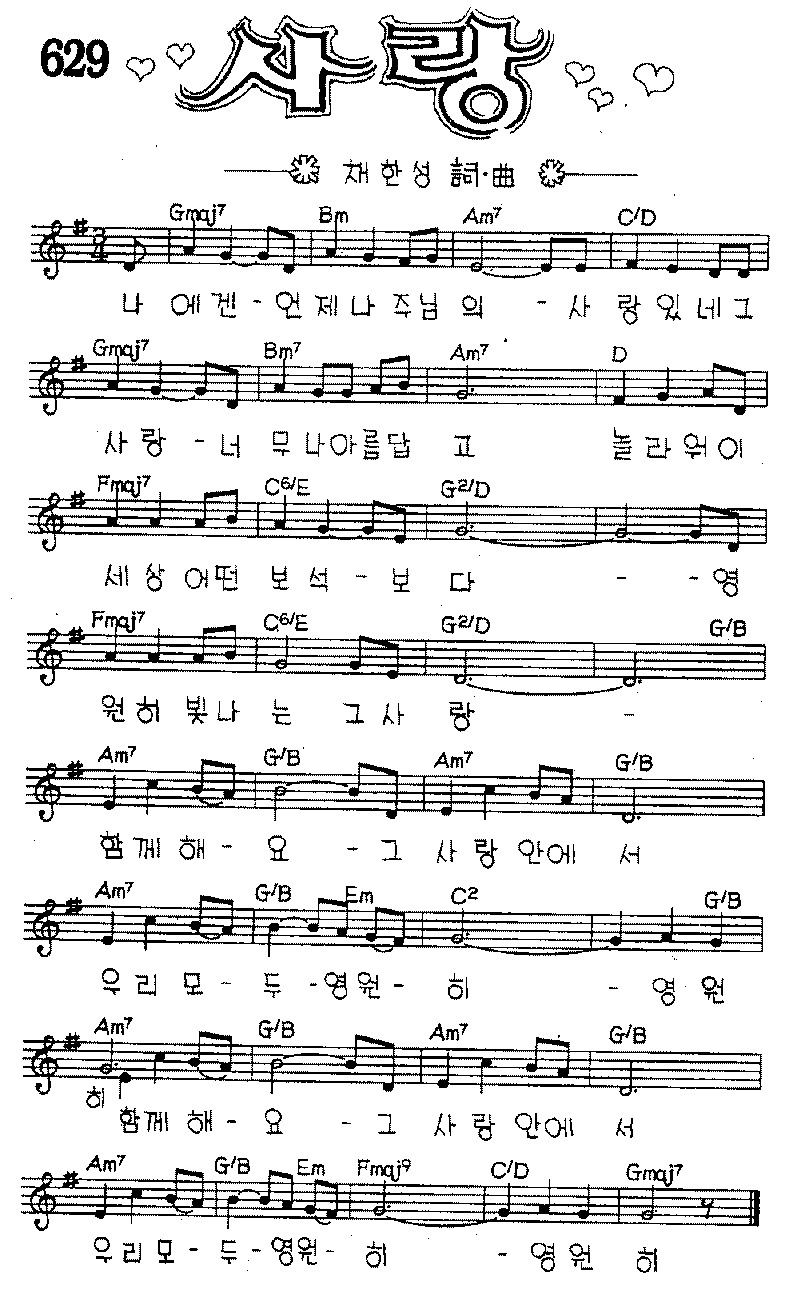 629 사랑
채한성 詞·曲
Gmaj7 Bm Am7 C/D
3/4
나 에겐 - 언제나 주님 의 - 사 랑있네그
Gmaj7 Bm7 Am7 D
사랑 - 너 무나아름답 고 놀라워이
Fmaj7 C6/E G2/D
세상어떤 보석 - 보 다 - - 영
Fmaj7 C6/E G2/D G/B
원히빛나 는 그사 랑 -
Am7 G/B Am7 G/B
함께해 - 요 - 그 사랑안에 서
Am7 G/B Em C2 G/B
우리모 - 두 - 영원 - 히 - 영 원
Am7 G/B Am7 G/B
히
함께해 - 요 - 그 사랑안에 서
Am7 G/B Em Fmaj9 C/D Gmaj7
우리모 - 두 - 영원 - 히 - 영원 히